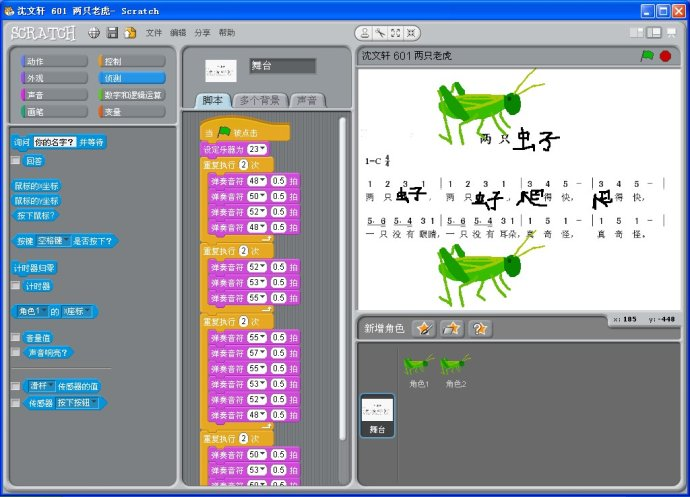 沈文轩 601 两只老虎- Scratch
SCRATCH 文件 编辑 分享 帮助
动作 控制
外观 侦测
声音 数字和逻辑运算
画笔 变量
询问 你的名字? 并等待
回答
鼠标的x坐标
鼠标的y坐标
按下鼠标?
按键 空格键 是否按下?
计时器归零
计时器
角色1 的 x座标
音量值
声音响亮?
滑杆 传感器的值
传感器 按下按钮
舞台
脚本 多个背景 声音
当 被点击
设定乐器为 23
重复执行 2 次
弹奏音符 48 0.5 拍
弹奏音符 50 0.5 拍
弹奏音符 52 0.5 拍
弹奏音符 48 0.5 拍
重复执行 2 次
弹奏音符 52 0.5 拍
弹奏音符 53 0.5 拍
弹奏音符 55 0.5 拍
重复执行 2 次
弹奏音符 55 0.5 拍
弹奏音符 57 0.5 拍
弹奏音符 55 0.5 拍
弹奏音符 53 0.5 拍
弹奏音符 52 0.5 拍
弹奏音符 48 0.5 拍
重复执行 2 次
弹奏音符 50 0.5 拍
弹奏音符 53 0.5 拍
沈文轩 601 两只老虎
两 只 虫子
1=C 4/4
1 2 3 1 | 1 2 3 1 | 3 4 5 - | 3 4 5 - |
两 只 虫子, 两 只 虫子, 爬 得 快, 爬 得 快,
5 6 5 4 3 1 | 5 6 5 4 3 1
一 只 没 有 眼睛, 一 只 没 有 耳朵, 真 奇 怪, 真 奇 怪。
x: 105 y: -440
新增角色
角色1 角色2
舞台